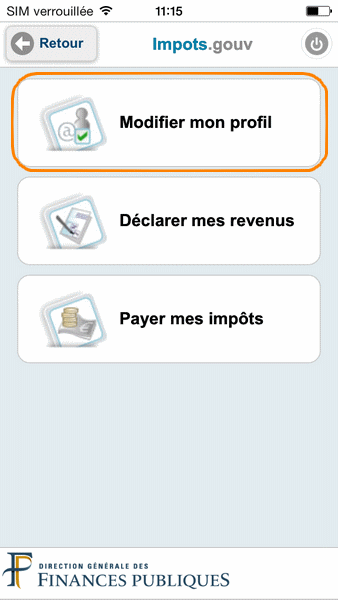 SIM verrouillée 11:15
Retour Impots.gouv
@
Modifier mon profil
Déclarer mes revenus
Payer mes impôts
DIRECTION GÉNÉRALE DES
FINANCES PUBLIQUES